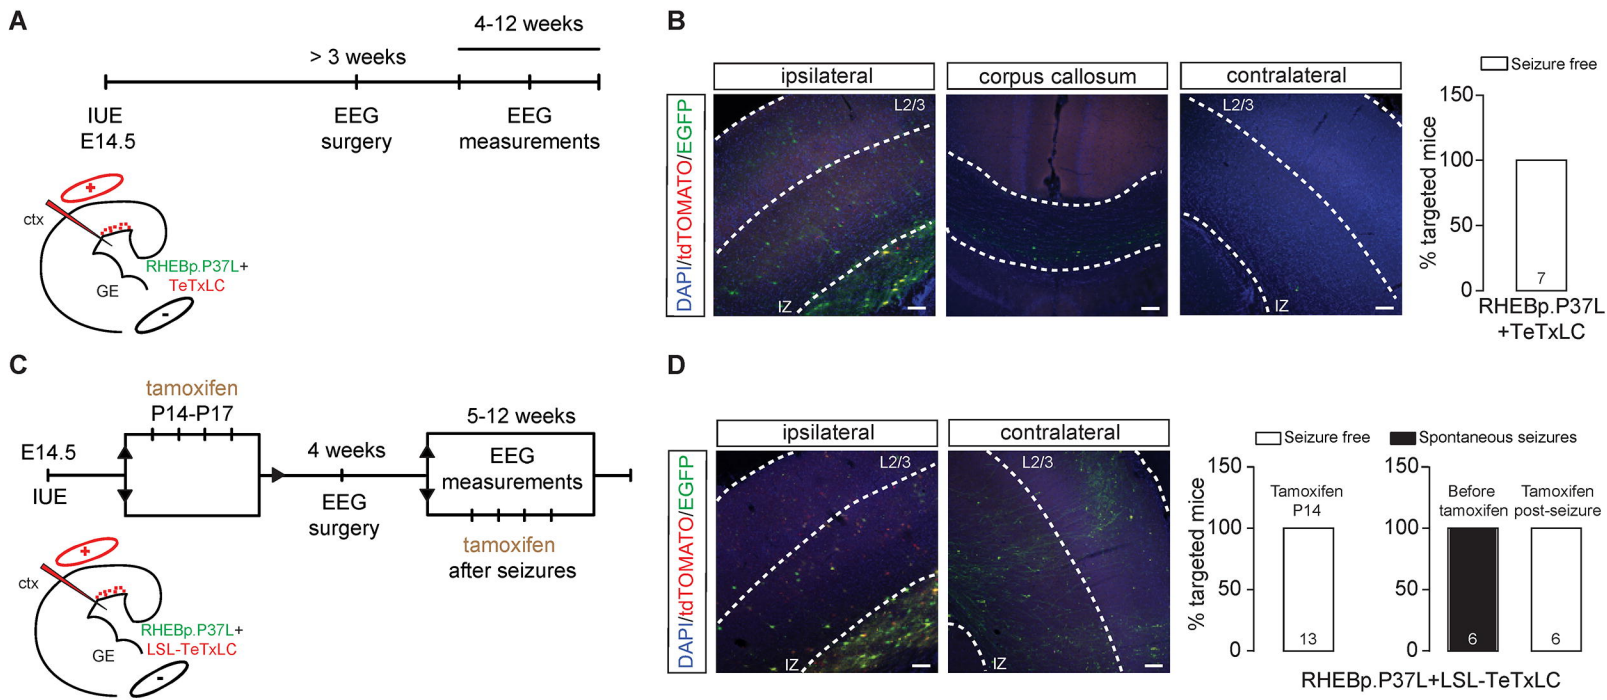 A
4-12 weeks
> 3 weeks
IUE
E14.5
EEG
surgery
EEG
measurements
+
ctx
RHEBp.P37L+
TeTxLC
GE
-
B
ipsilateral
corpus callosum
contralateral
DAPI/tdTOMATO/EGFP
L2/3
IZ
L2/3
IZ
Seizure free
% targeted mice
150
100
50
0
7
RHEBp.P37L
+TeTxLC
C
tamoxifen
P14-P17
E14.5
IUE
4 weeks
EEG
surgery
5-12 weeks
EEG
measurements
tamoxifen
after seizures
+
ctx
RHEBp.P37L+
LSL-TeTxLC
GE
-
D
ipsilateral
contralateral
DAPI/tdTOMATO/EGFP
L2/3
IZ
L2/3
IZ
Seizure free
Spontaneous seizures
% targeted mice
150
100
50
0
Tamoxifen
P14
13
150
100
50
0
Before
tamoxifen
Tamoxifen
post-seizure
6
6
RHEBp.P37L+LSL-TeTxLC